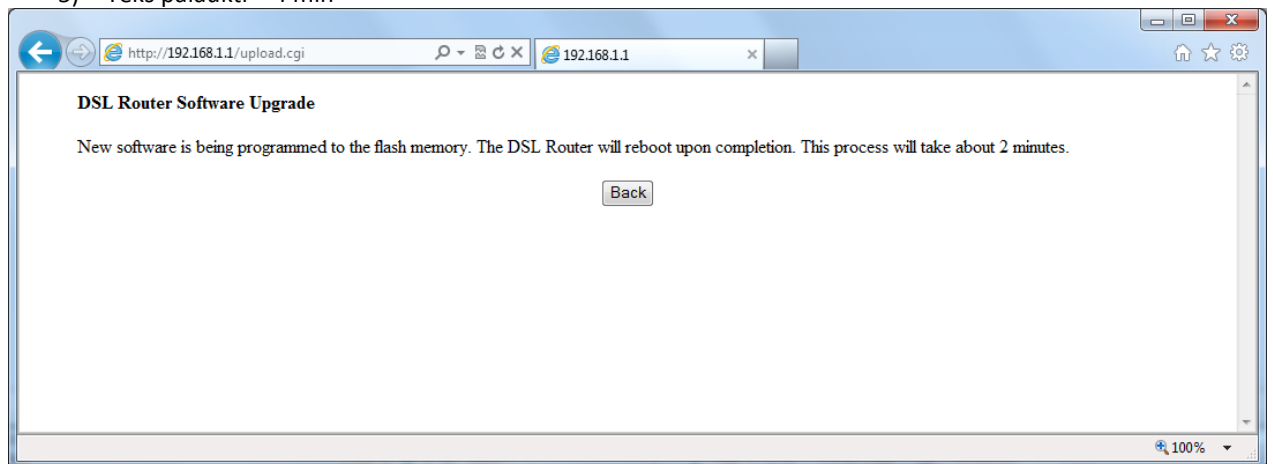 http://192.168.1.1/upload.cgi
192.168.1.1
DSL Router Software Upgrade
New software is being programmed to the flash memory. The DSL Router will reboot upon completion. This process will take about 2 minutes.
Back
100%